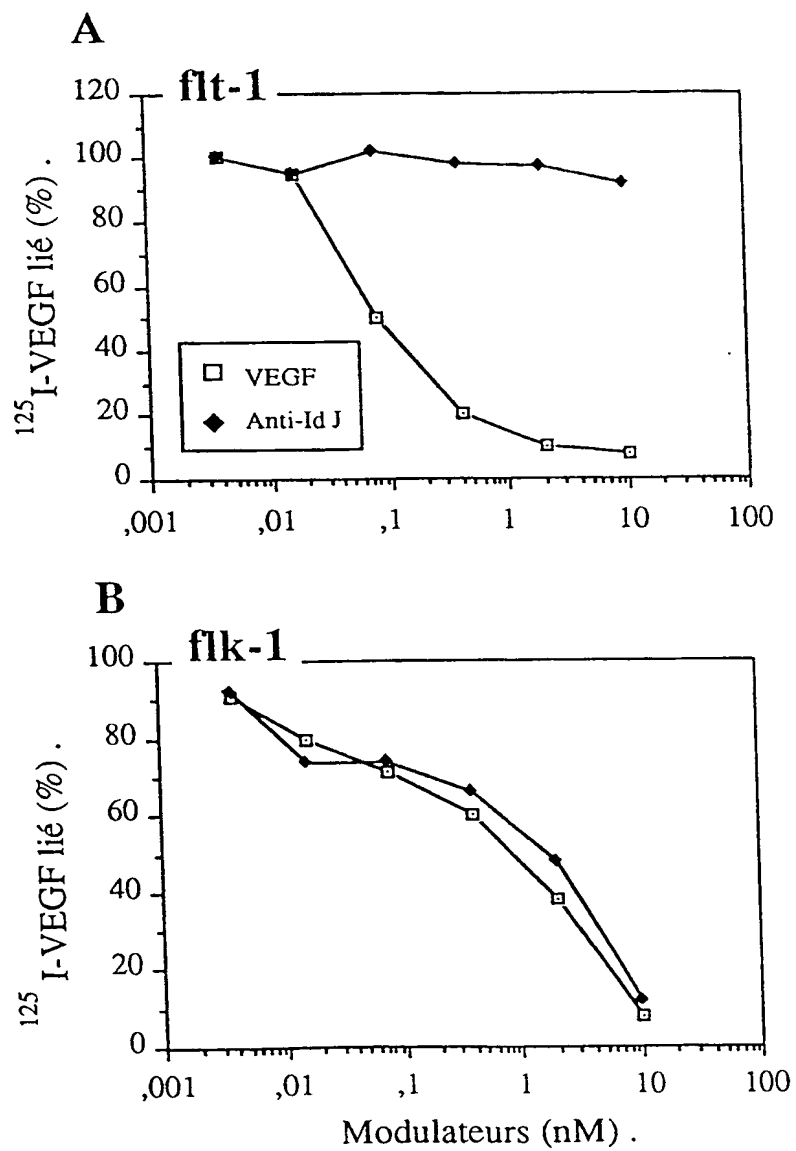 A
flt-1
120
100
80
60
40
20
0
¹²⁵I-VEGF lié (%) .
VEGF
Anti-Id J
,001 ,01 ,1 1 10 100
B
flk-1
100
80
60
40
20
0
¹²⁵I-VEGF lié (%) .
,001 ,01 ,1 1 10 100
Modulateurs (nM) .